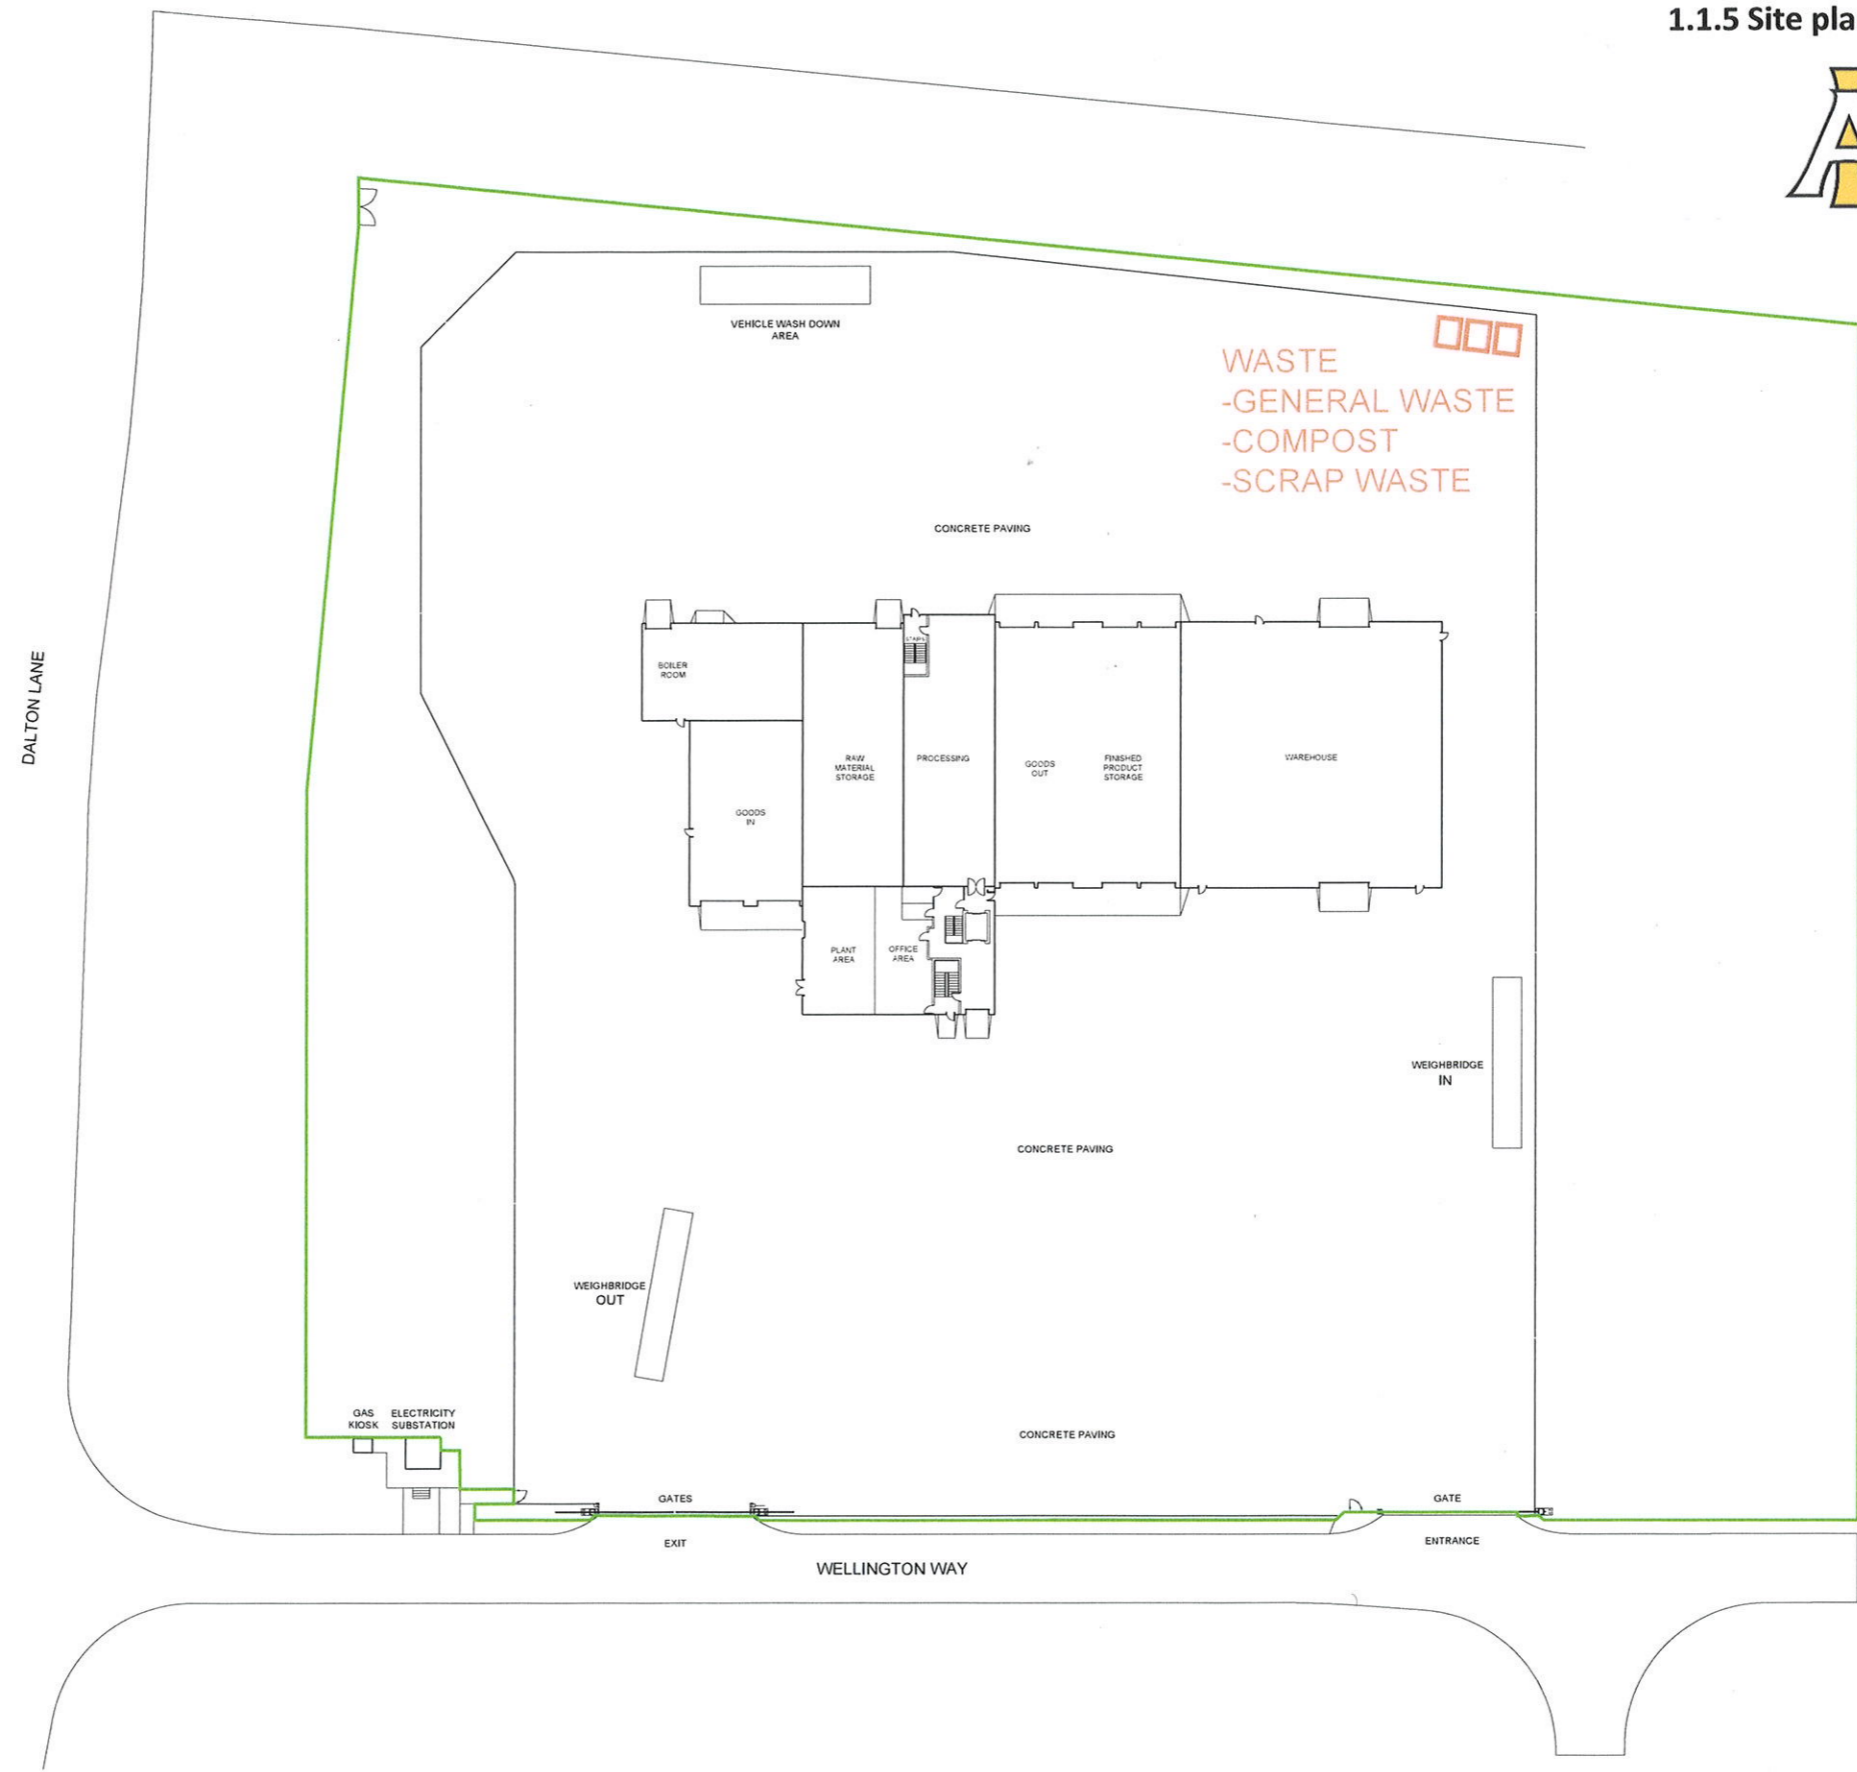 1.1.5 Site pla
A
VEHICLE WASH DOWN
AREA
WASTE
-GENERAL WASTE
-COMPOST
-SCRAP WASTE
CONCRETE PAVING
DALTON LANE
STAIRS
BOILER
ROOM
RAW
MATERIAL
STORAGE
PROCESSING
GOODS
OUT
FINISHED
PRODUCT
STORAGE
WAREHOUSE
GOODS
IN
PLANT
AREA
OFFICE
AREA
WEIGHBRIDGE
IN
CONCRETE PAVING
WEIGHBRIDGE
OUT
GAS
KIOSK
ELECTRICITY
SUBSTATION
CONCRETE PAVING
GATES
GATE
EXIT
ENTRANCE
WELLINGTON WAY